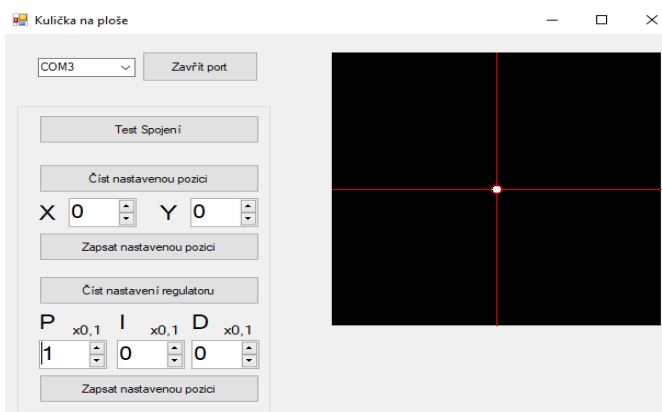 Kulička na ploše
COM3 Zavřít port
Test Spojení
Číst nastavenou pozici
X 0 Y 0
Zapsat nastavenou pozici
Číst nastavení regulatoru
P x0,1 I x0,1 D x0,1
1 0 0
Zapsat nastavenou pozici